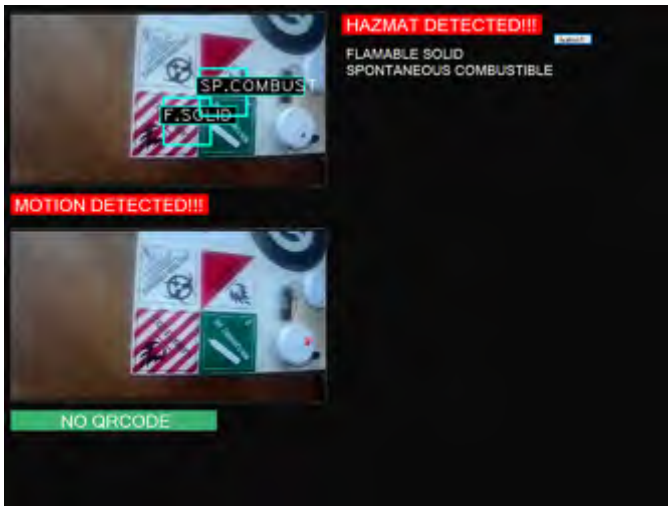 HAZMAT DETECTED!!!
FLAMABLE SOLID
SPONTANEOUS COMBUSTIBLE
SP.COMBUST
F.SOLID
MOTION DETECTED!!!
NO QRCODE